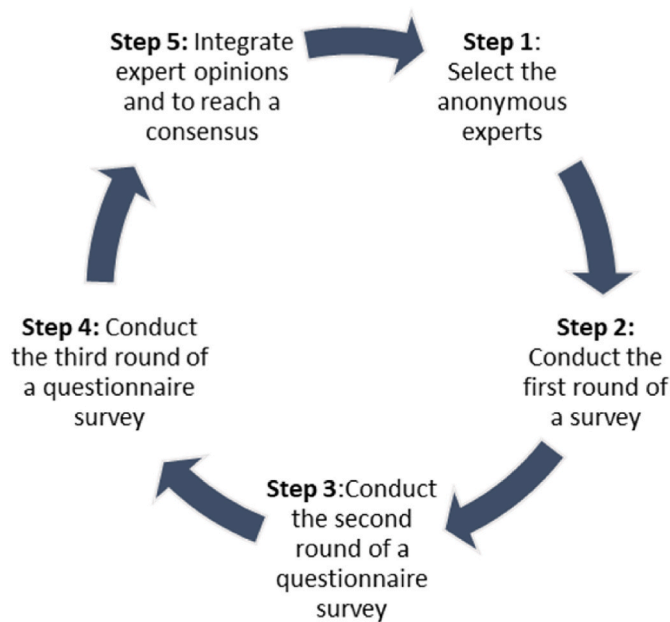 Step 1:
Select the
anonymous
experts
Step 2:
Conduct the
first round of
a survey
Step 3:Conduct
the second
round of a
questionnaire
survey
Step 4: Conduct
the third round of
a questionnaire
survey
Step 5: Integrate
expert opinions
and to reach a
consensus